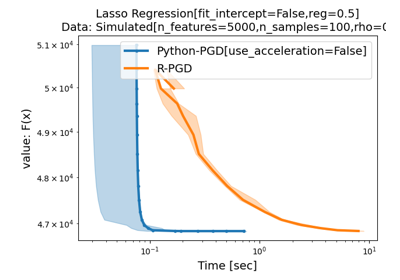 Lasso Regression[fit_intercept=False,reg=0.5]
Data: Simulated[n_features=5000,n_samples=100,rho=0
Python-PGD[use_acceleration=False]
R-PGD
value: F(x)
5.1 × 10⁴
5 × 10⁴
4.9 × 10⁴
4.8 × 10⁴
4.7 × 10⁴
10⁻¹ 10⁰ 10¹
Time [sec]